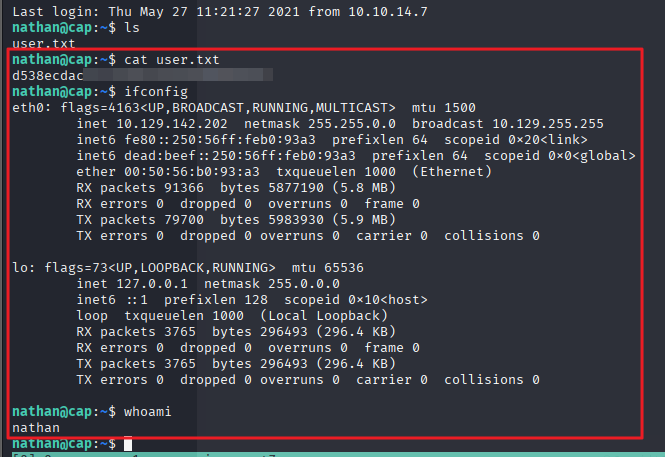 Last login: Thu May 27 11:21:27 2021 from 10.10.14.7
nathan@cap:~$ ls
user.txt
nathan@cap:~$ cat user.txt
d538ecdac
nathan@cap:~$ ifconfig
eth0: flags=4163<UP,BROADCAST,RUNNING,MULTICAST>  mtu 1500
        inet 10.129.142.202  netmask 255.255.0.0  broadcast 10.129.255.255
        inet6 fe80::250:56ff:feb0:93a3  prefixlen 64  scopeid 0×20<link>
        inet6 dead:beef::250:56ff:feb0:93a3  prefixlen 64  scopeid 0×0<global>
        ether 00:50:56:b0:93:a3  txqueuelen 1000  (Ethernet)
        RX packets 91366  bytes 5877190 (5.8 MB)
        RX errors 0  dropped 0  overruns 0  frame 0
        TX packets 79700  bytes 5983930 (5.9 MB)
        TX errors 0  dropped 0 overruns 0  carrier 0  collisions 0

lo: flags=73<UP,LOOPBACK,RUNNING>  mtu 65536
        inet 127.0.0.1  netmask 255.0.0.0
        inet6 ::1  prefixlen 128  scopeid 0×10<host>
        loop  txqueuelen 1000  (Local Loopback)
        RX packets 3765  bytes 296493 (296.4 KB)
        RX errors 0  dropped 0  overruns 0  frame 0
        TX packets 3765  bytes 296493 (296.4 KB)
        TX errors 0  dropped 0 overruns 0  carrier 0  collisions 0

nathan@cap:~$ whoami
nathan
nathan@cap:~$